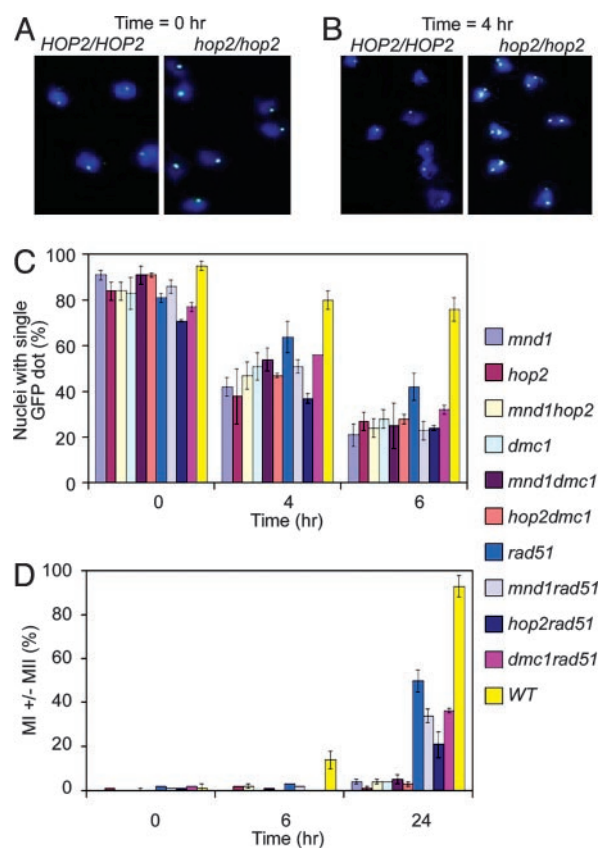 A
Time = 0 hr
HOP2/HOP2 hop2/hop2
B
Time = 4 hr
HOP2/HOP2 hop2/hop2
C
Nuclei with single
GFP dot (%)
100
80
60
40
20
0
0 4 6
Time (hr)
D
MI +/- MII (%)
100
80
60
40
20
0
0 6 24
Time (hr)
mnd1
hop2
mnd1hop2
dmc1
mnd1dmc1
hop2dmc1
rad51
mnd1rad51
hop2rad51
dmc1rad51
WT